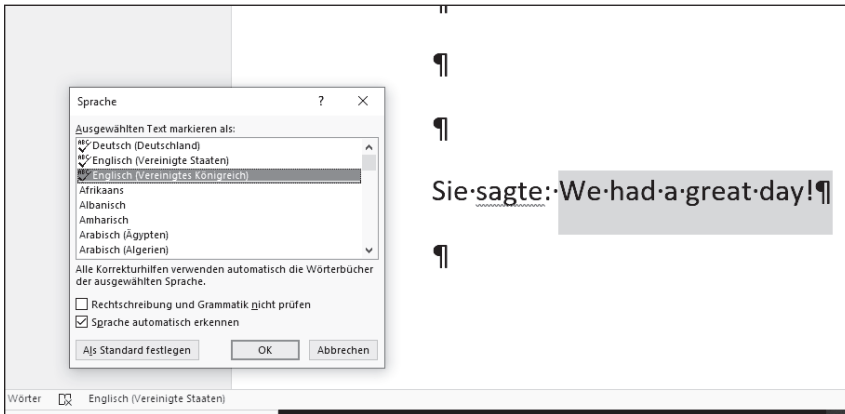 ¶
¶
¶
Sprache
Ausgewählten Text markieren als:
Deutsch (Deutschland)
Englisch (Vereinigte Staaten)
Englisch (Vereinigtes Königreich)
Afrikaans
Albanisch
Amharisch
Arabisch (Ägypten)
Arabisch (Algerien)
Alle Korrekturhilfen verwenden automatisch die Wörterbücher
der ausgewählten Sprache.
Rechtschreibung und Grammatik nicht prüfen
Sprache automatisch erkennen
Als Standard festlegen OK Abbrechen
Sie·sagte:·We·had·a·great·day!¶
¶
Wörter Englisch (Vereinigte Staaten)